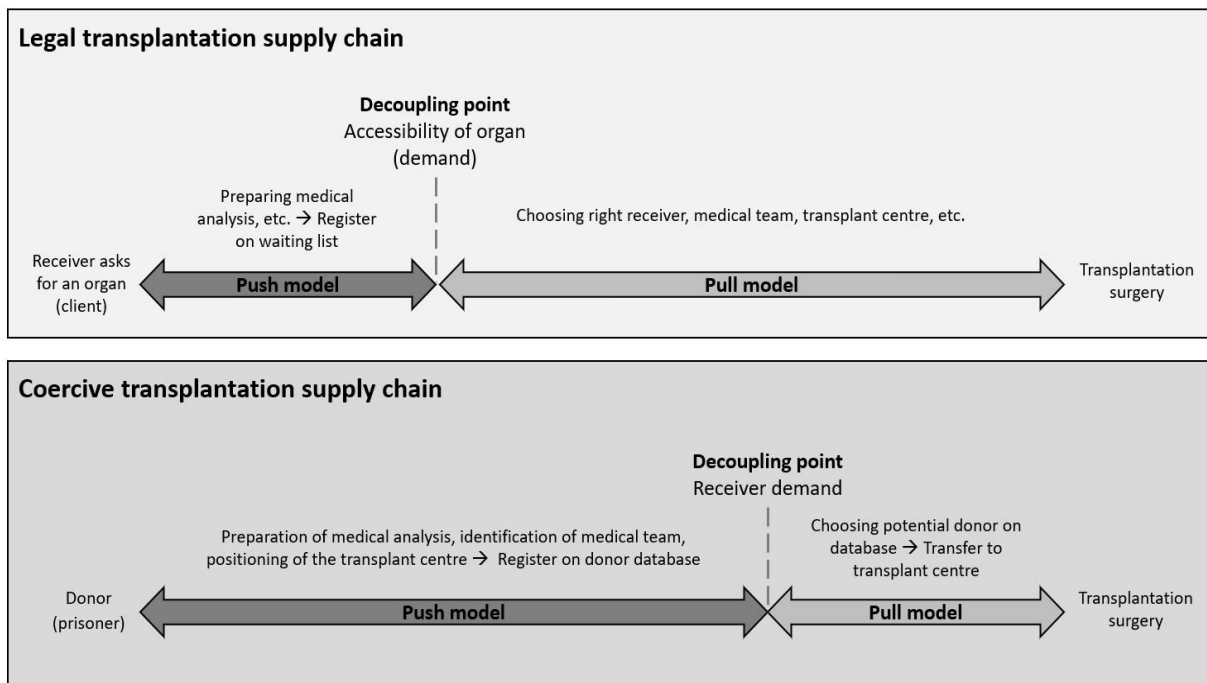 Legal transplantation supply chain
Decoupling point
Accessibility of organ
(demand)
Preparing medical
analysis, etc. → Register
on waiting list
Choosing right receiver, medical team, transplant centre, etc.
Receiver asks
for an organ
(client)
Push model
Pull model
Transplantation
surgery
Coercive transplantation supply chain
Decoupling point
Receiver demand
Preparation of medical analysis, identification of medical team,
positioning of the transplant centre → Register on donor database
Choosing potential donor on
database → Transfer to
transplant centre
Donor
(prisoner)
Push model
Pull model
Transplantation
surgery